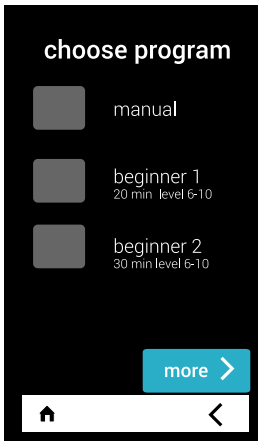 choose program
manual
beginner 1
20 min level 6-10
beginner 2
30 min level 6-10
more